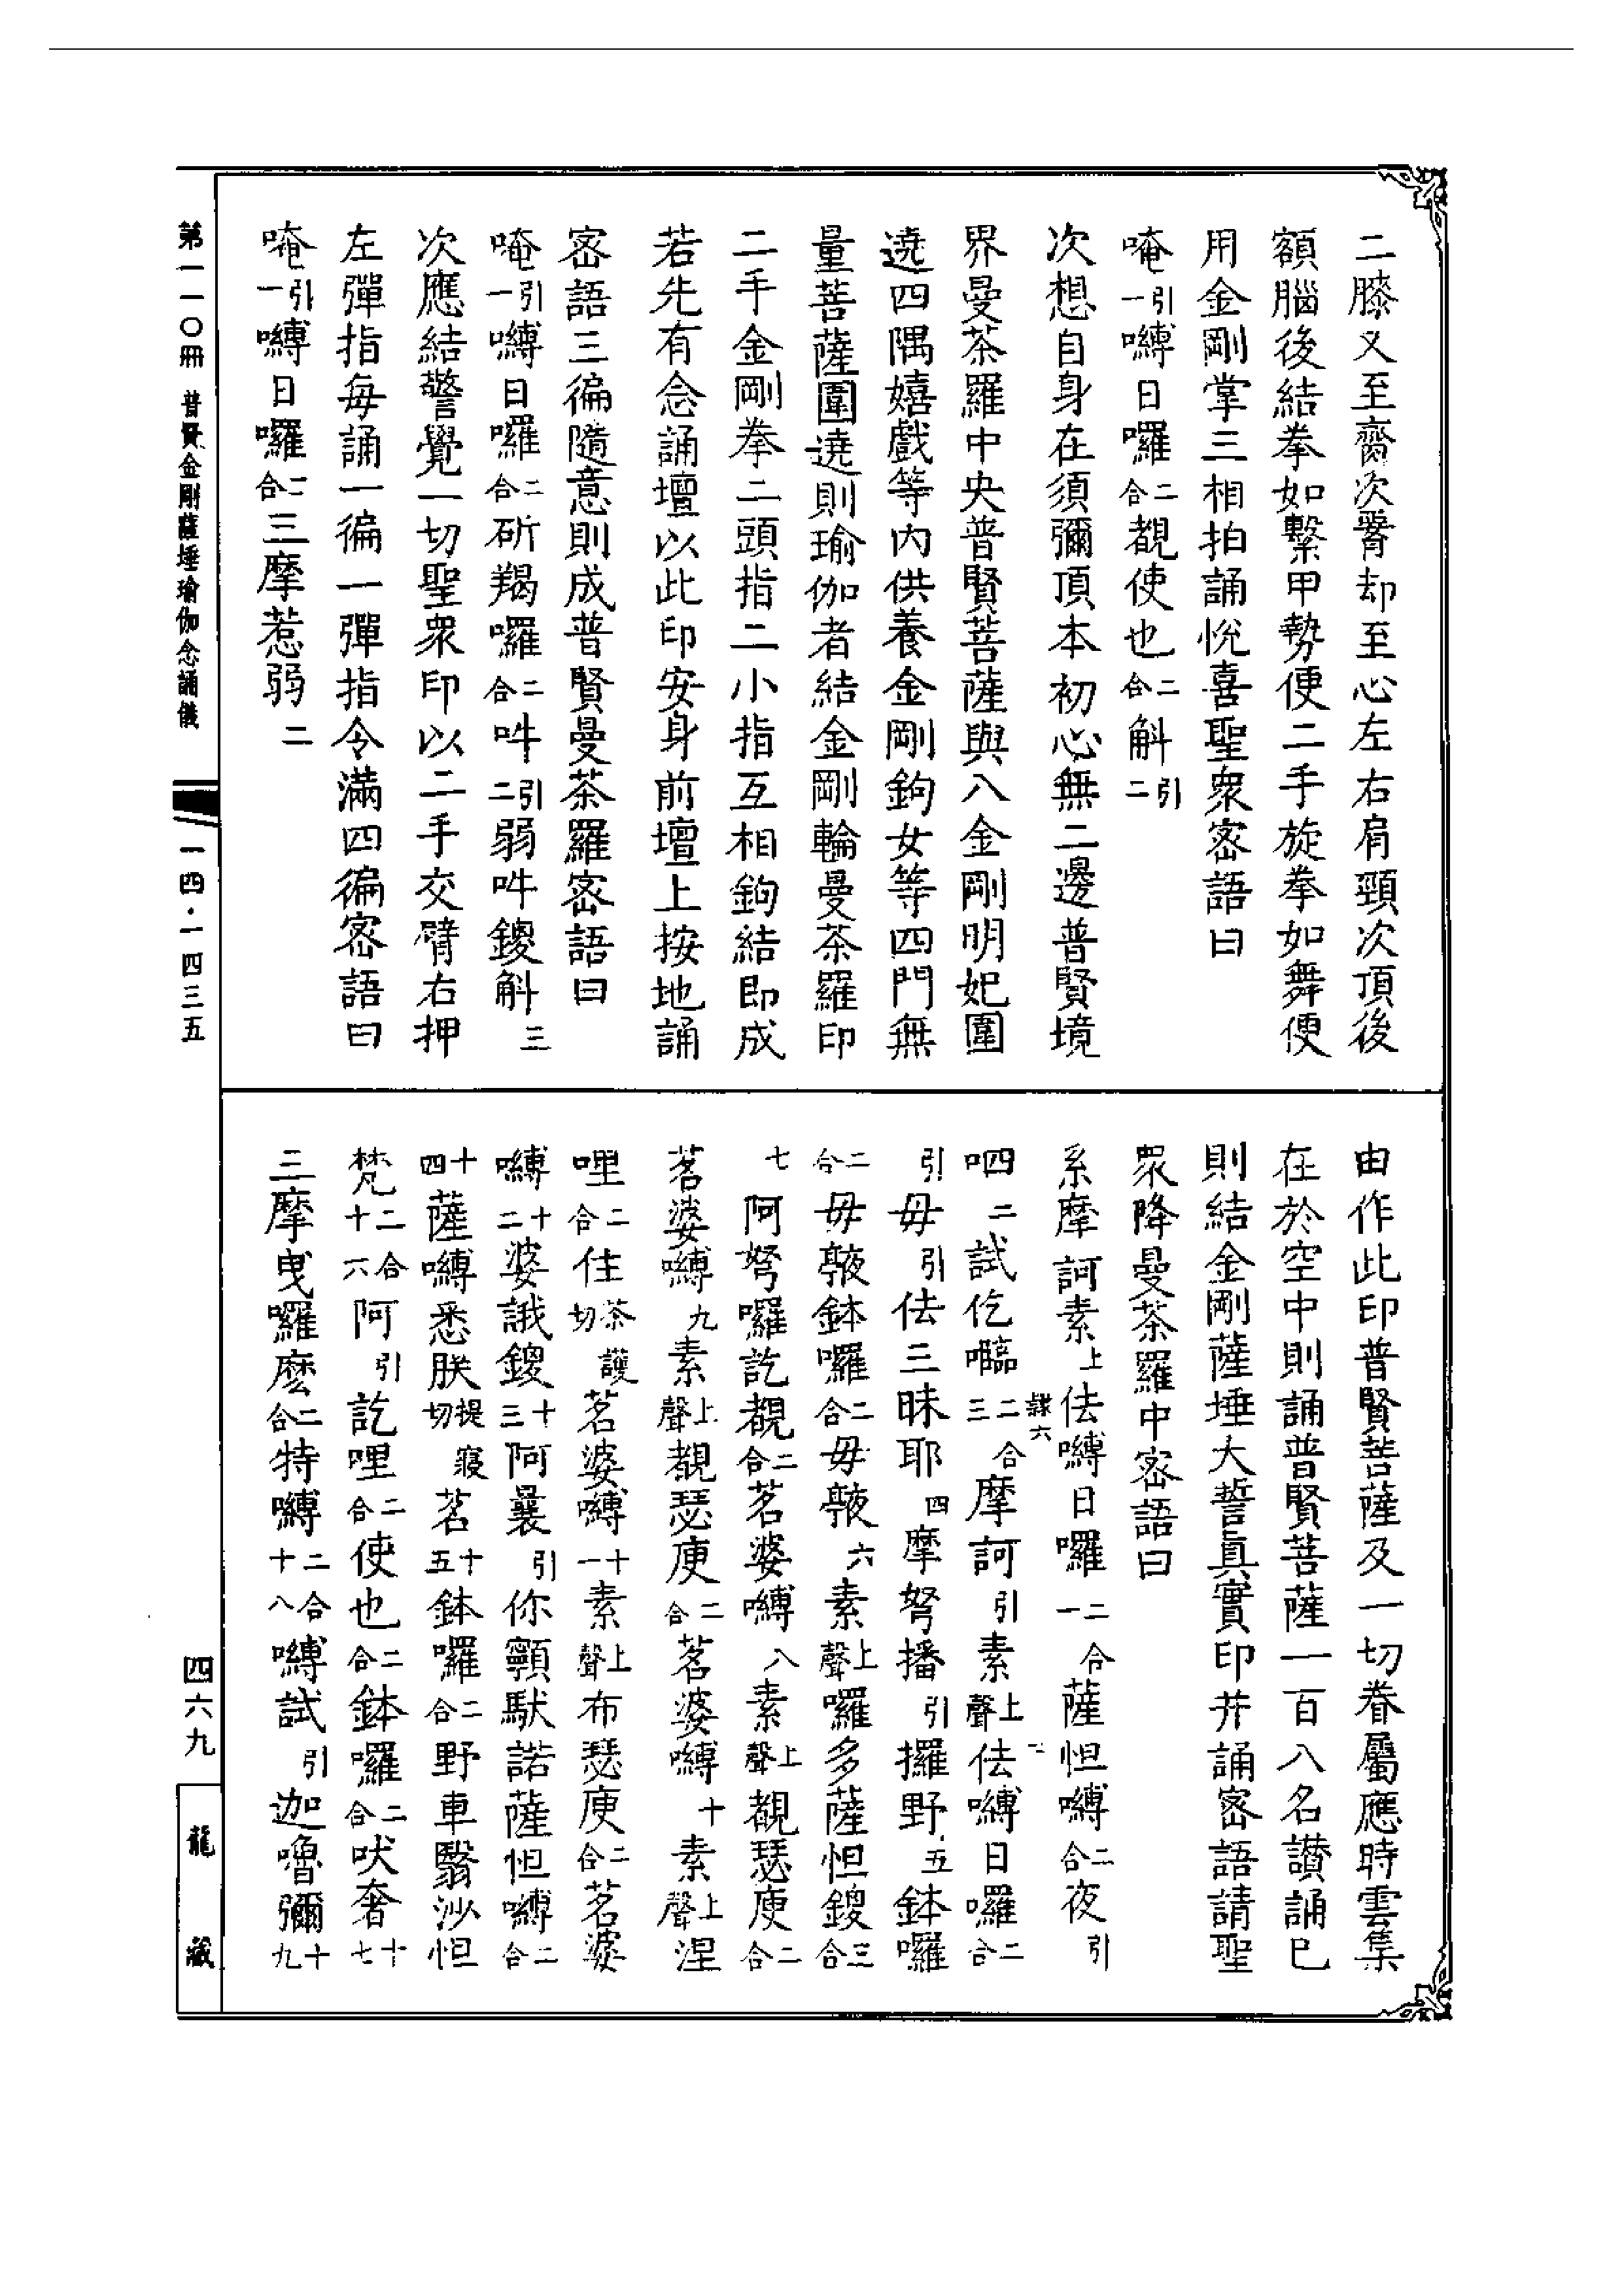 二膝又至臍次胷却至心左右肩頸次頂後
額腦後結拳如繫甲勢便二手旋拳如舞便
用金剛掌三相拍誦悅喜聖衆密語曰
唵引一嚩日囉二合覩使也二合斛引二
次想自身在須彌頂本初心無二邊普賢境
界曼荼羅中央普賢菩薩與八金剛明妃圍
遶四隅嬉戲等內供養金剛鉤女等四門無
量菩薩圍遶則瑜伽者結金剛輪曼荼羅印
二手金剛拳二頭指二小指互相鉤結即成
若先有念誦壇以此印安身前壇上按地誦
密語三徧隨意則成普賢曼荼羅密語曰
唵引一嚩日囉二合斫羯囉二合吽引二弱吽鑁斛三
次應結警覺一切聖衆印以二手交臂右押
左彈指每誦一徧一彈指令滿四徧密語曰
唵引一嚩日囉二合三摩惹弱二
由作此印普賢菩薩及一切眷屬應時雲集
在於空中則誦普賢菩薩一百八名讚誦已
則結金剛薩埵大誓真實印并誦密語請聖
衆降曼荼羅中密語曰
系摩訶素上佉嚩日囉二合一薩怛嚩二合夜引
呬二試仡𡃤二合三摩訶引素上聲佉嚩日囉二合
引毋引佉三昧耶四摩努播引攞野五鉢囉
二合毋𣣋鉢囉二合毋𣣋六素上聲囉多薩怛鑁三合
七阿努囉訖覩二合茗婆嚩八素上聲覩瑟庾二合
茗婆嚩九素上聲覩瑟庾二合茗婆嚩十素上聲涅
哩二合住茶護切茗婆嚩十一素上聲布瑟庾二合茗婆
嚩十二婆誐鑁十三阿曩引你顊馱諾薩怛嚩二合
十四薩嚩悉朕提寢切茗十五鉢囉二合野車翳沙怛
梵二合十六阿引訖哩二合使也二合鉢囉二合吠奢十七
三摩曳囉麽二合特嚩二合十八嚩試引迦嚕彌十九
第一一〇冊 普賢金剛薩埵瑜伽念誦儀
一四·一四三五
四六九
龍藏